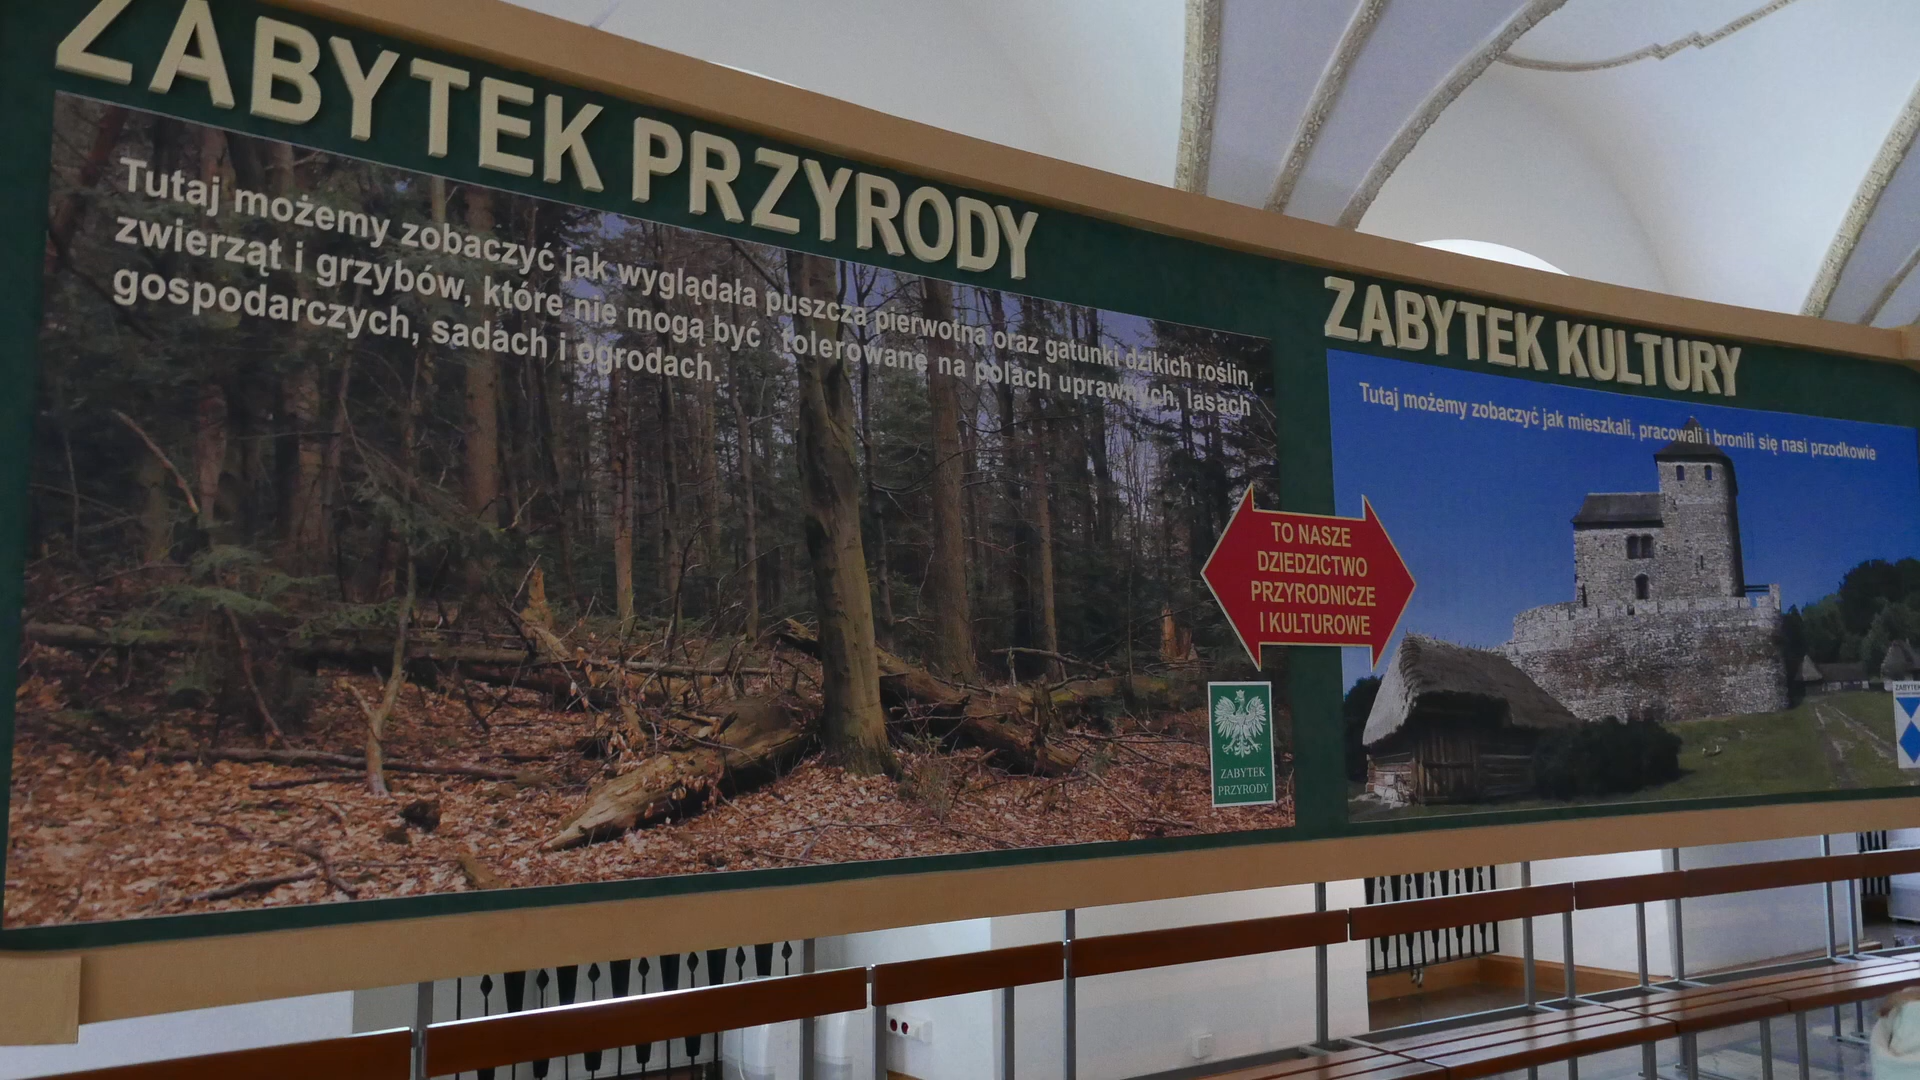 ZABYTEK PRZYRODY
Tutaj możemy zobaczyć jak wyglądała puszcza pierwotna oraz gatunki dzikich roślin,
zwierząt i grzybów, które nie mogą być tolerowane na polach uprawnych, lasach
gospodarczych, sadach i ogrodach.
ZABYTEK KULTURY
Tutaj możemy zobaczyć jak mieszkali, pracowali i bronili się nasi przodkowie
TO NASZE
DZIEDZICTWO
PRZYRODNICZE
I KULTUROWE
ZABYTEK
PRZYRODY
ZABYTEK